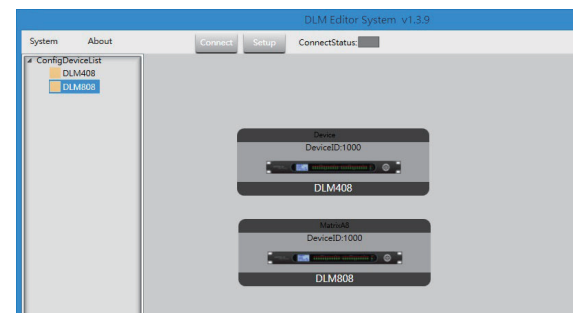 DLM Editor System v1.3.9
System About Connect Setup ConnectStatus:
ConfigDeviceList
DLM408
DLM808
Device
DeviceID:1000
DLM408
MatrixA8
DeviceID:1000
DLM808